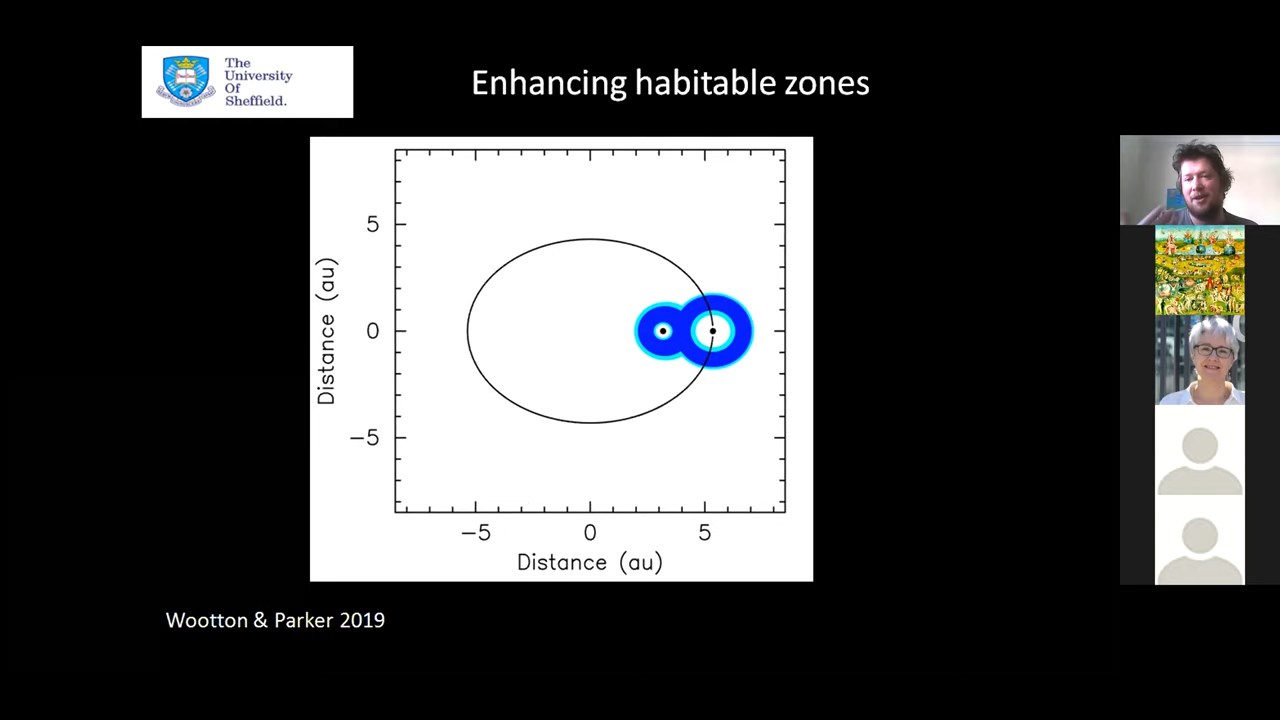 The
University
Of
Sheffield.
Enhancing habitable zones
Distance (au)
5
0
−5
−5 0 5
Distance (au)
Wootton & Parker 2019